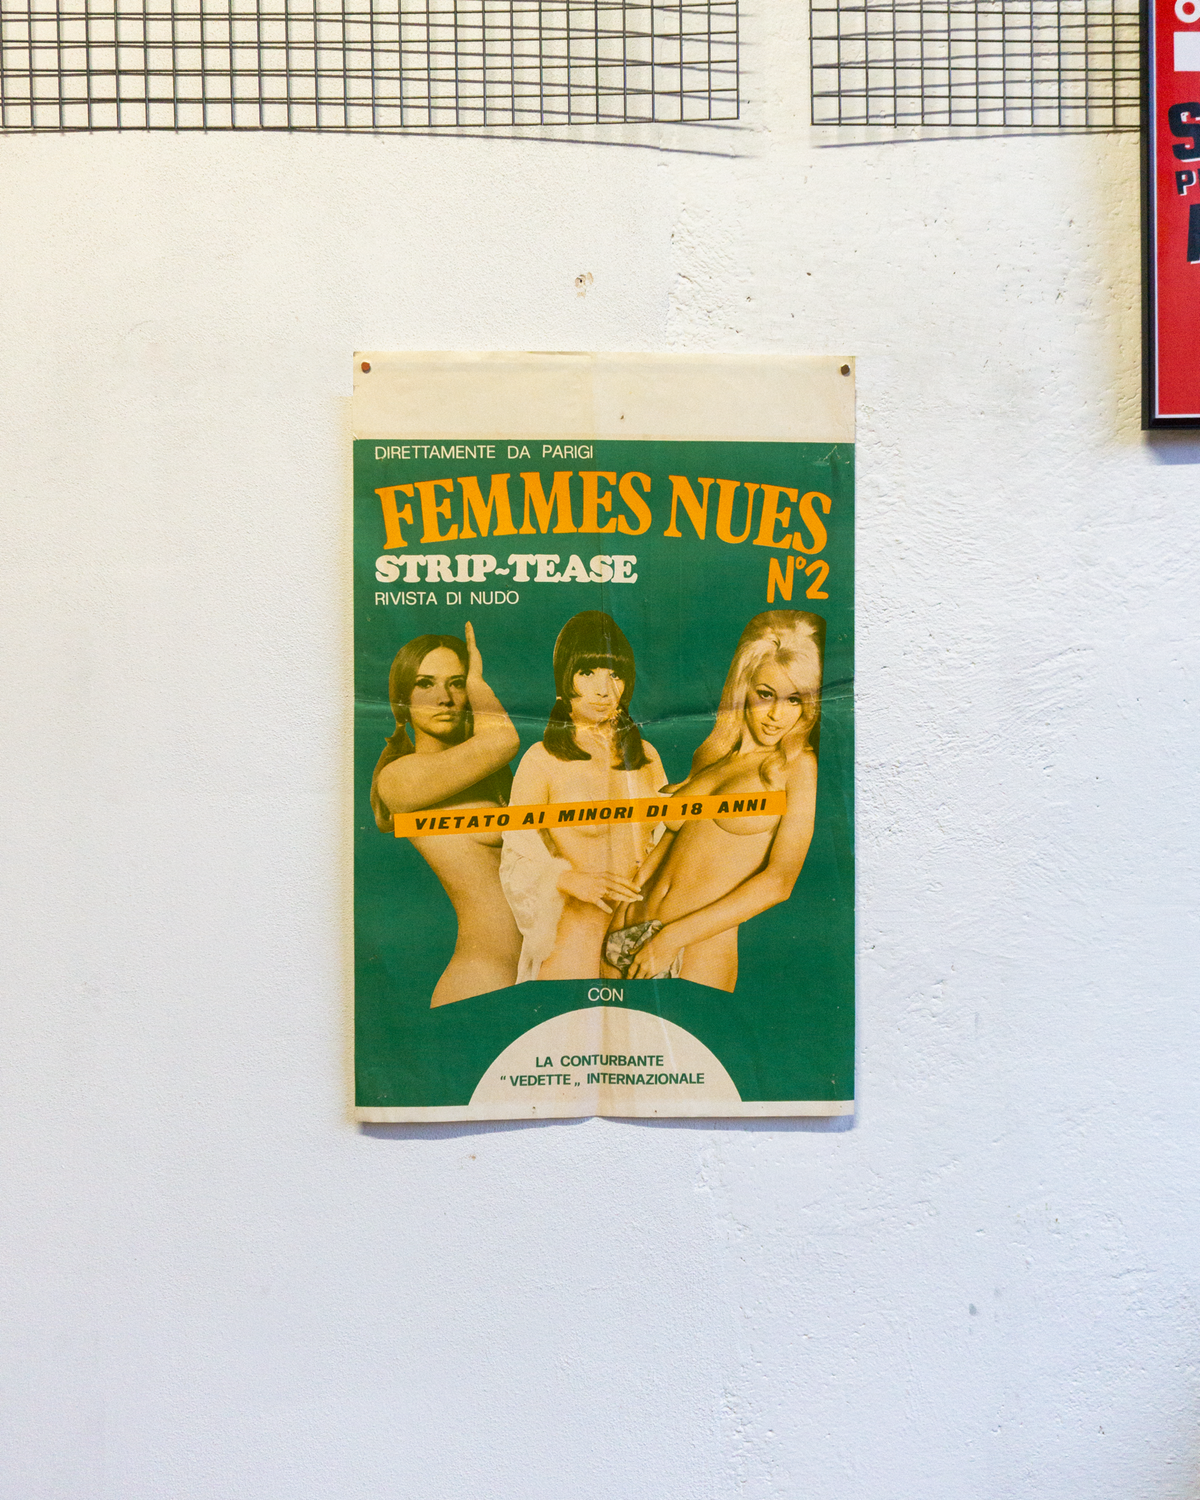 DIRETTAMENTE DA PARIGI
FEMMES NUES
STRIP-TEASE
N°2
RIVISTA DI NUDO
VIETATO AI MINORI DI 18 ANNI
CON
LA CONTURBANTE
"VEDETTE„ INTERNAZIONALE